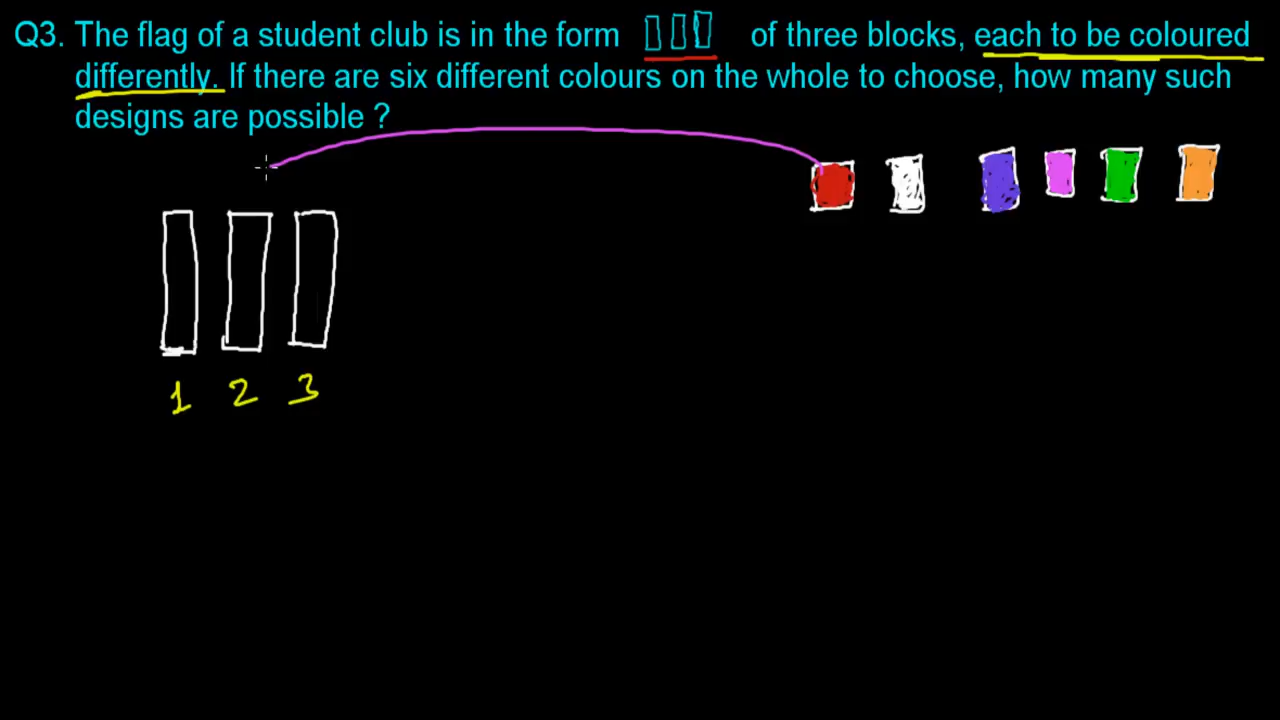 Q3. The flag of a student club is in the form of three blocks, each to be coloured
differently. If there are six different colours on the whole to choose, how many such
designs are possible ?
1 2 3